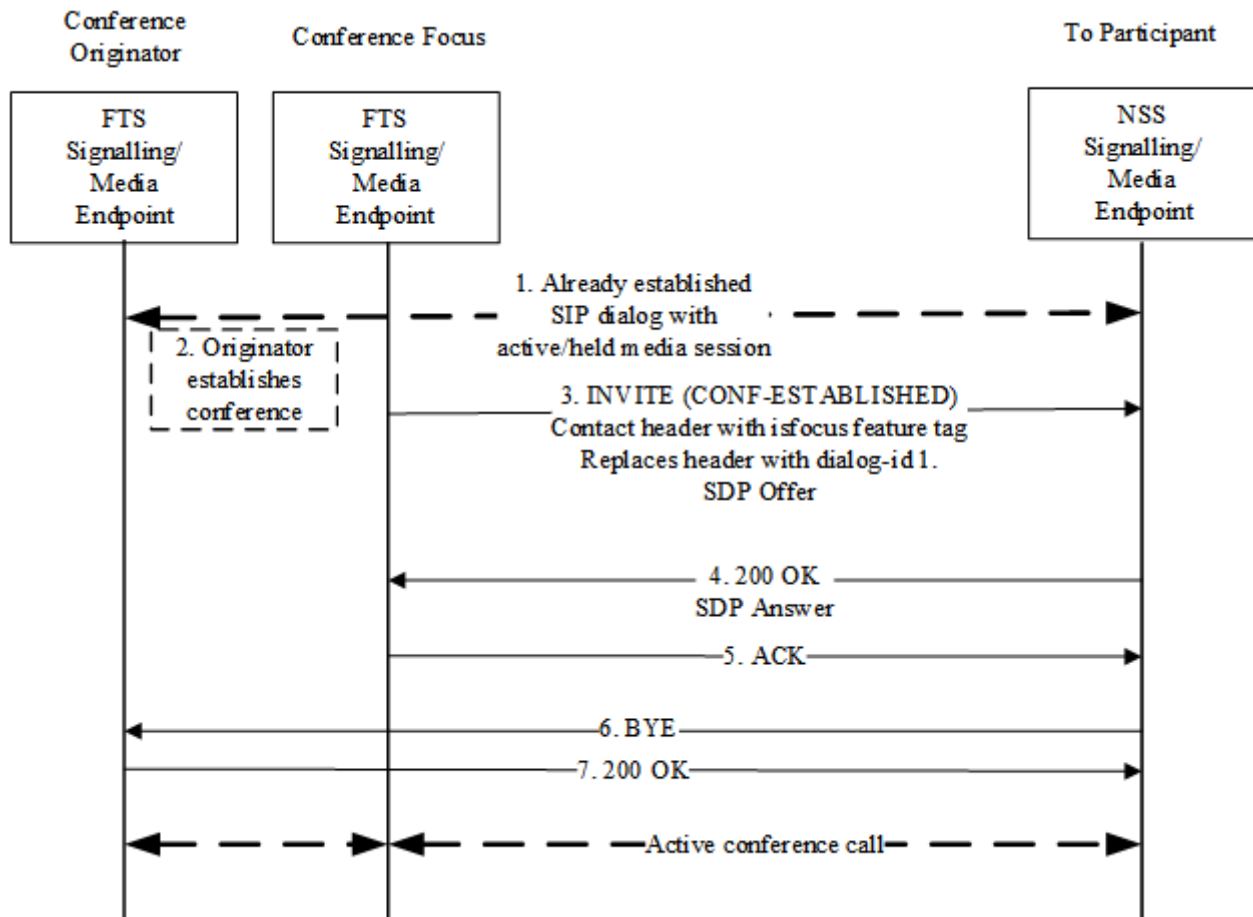 Conference
Originator
Conference Focus
To Participant
FTS
Signalling/
Media
Endpoint
FTS
Signalling/
Media
Endpoint
NSS
Signalling/
Media
Endpoint
1. Already established
SIP dialog with
active/held media session
2. Originator
establishes
conference
3. INVITE (CONF-ESTABLISHED)
Contact header with isfocus feature tag
Replaces header with dialog-id 1.
SDP Offer
4. 200 OK
SDP Answer
5. ACK
6. BYE
7. 200 OK
Active conference call